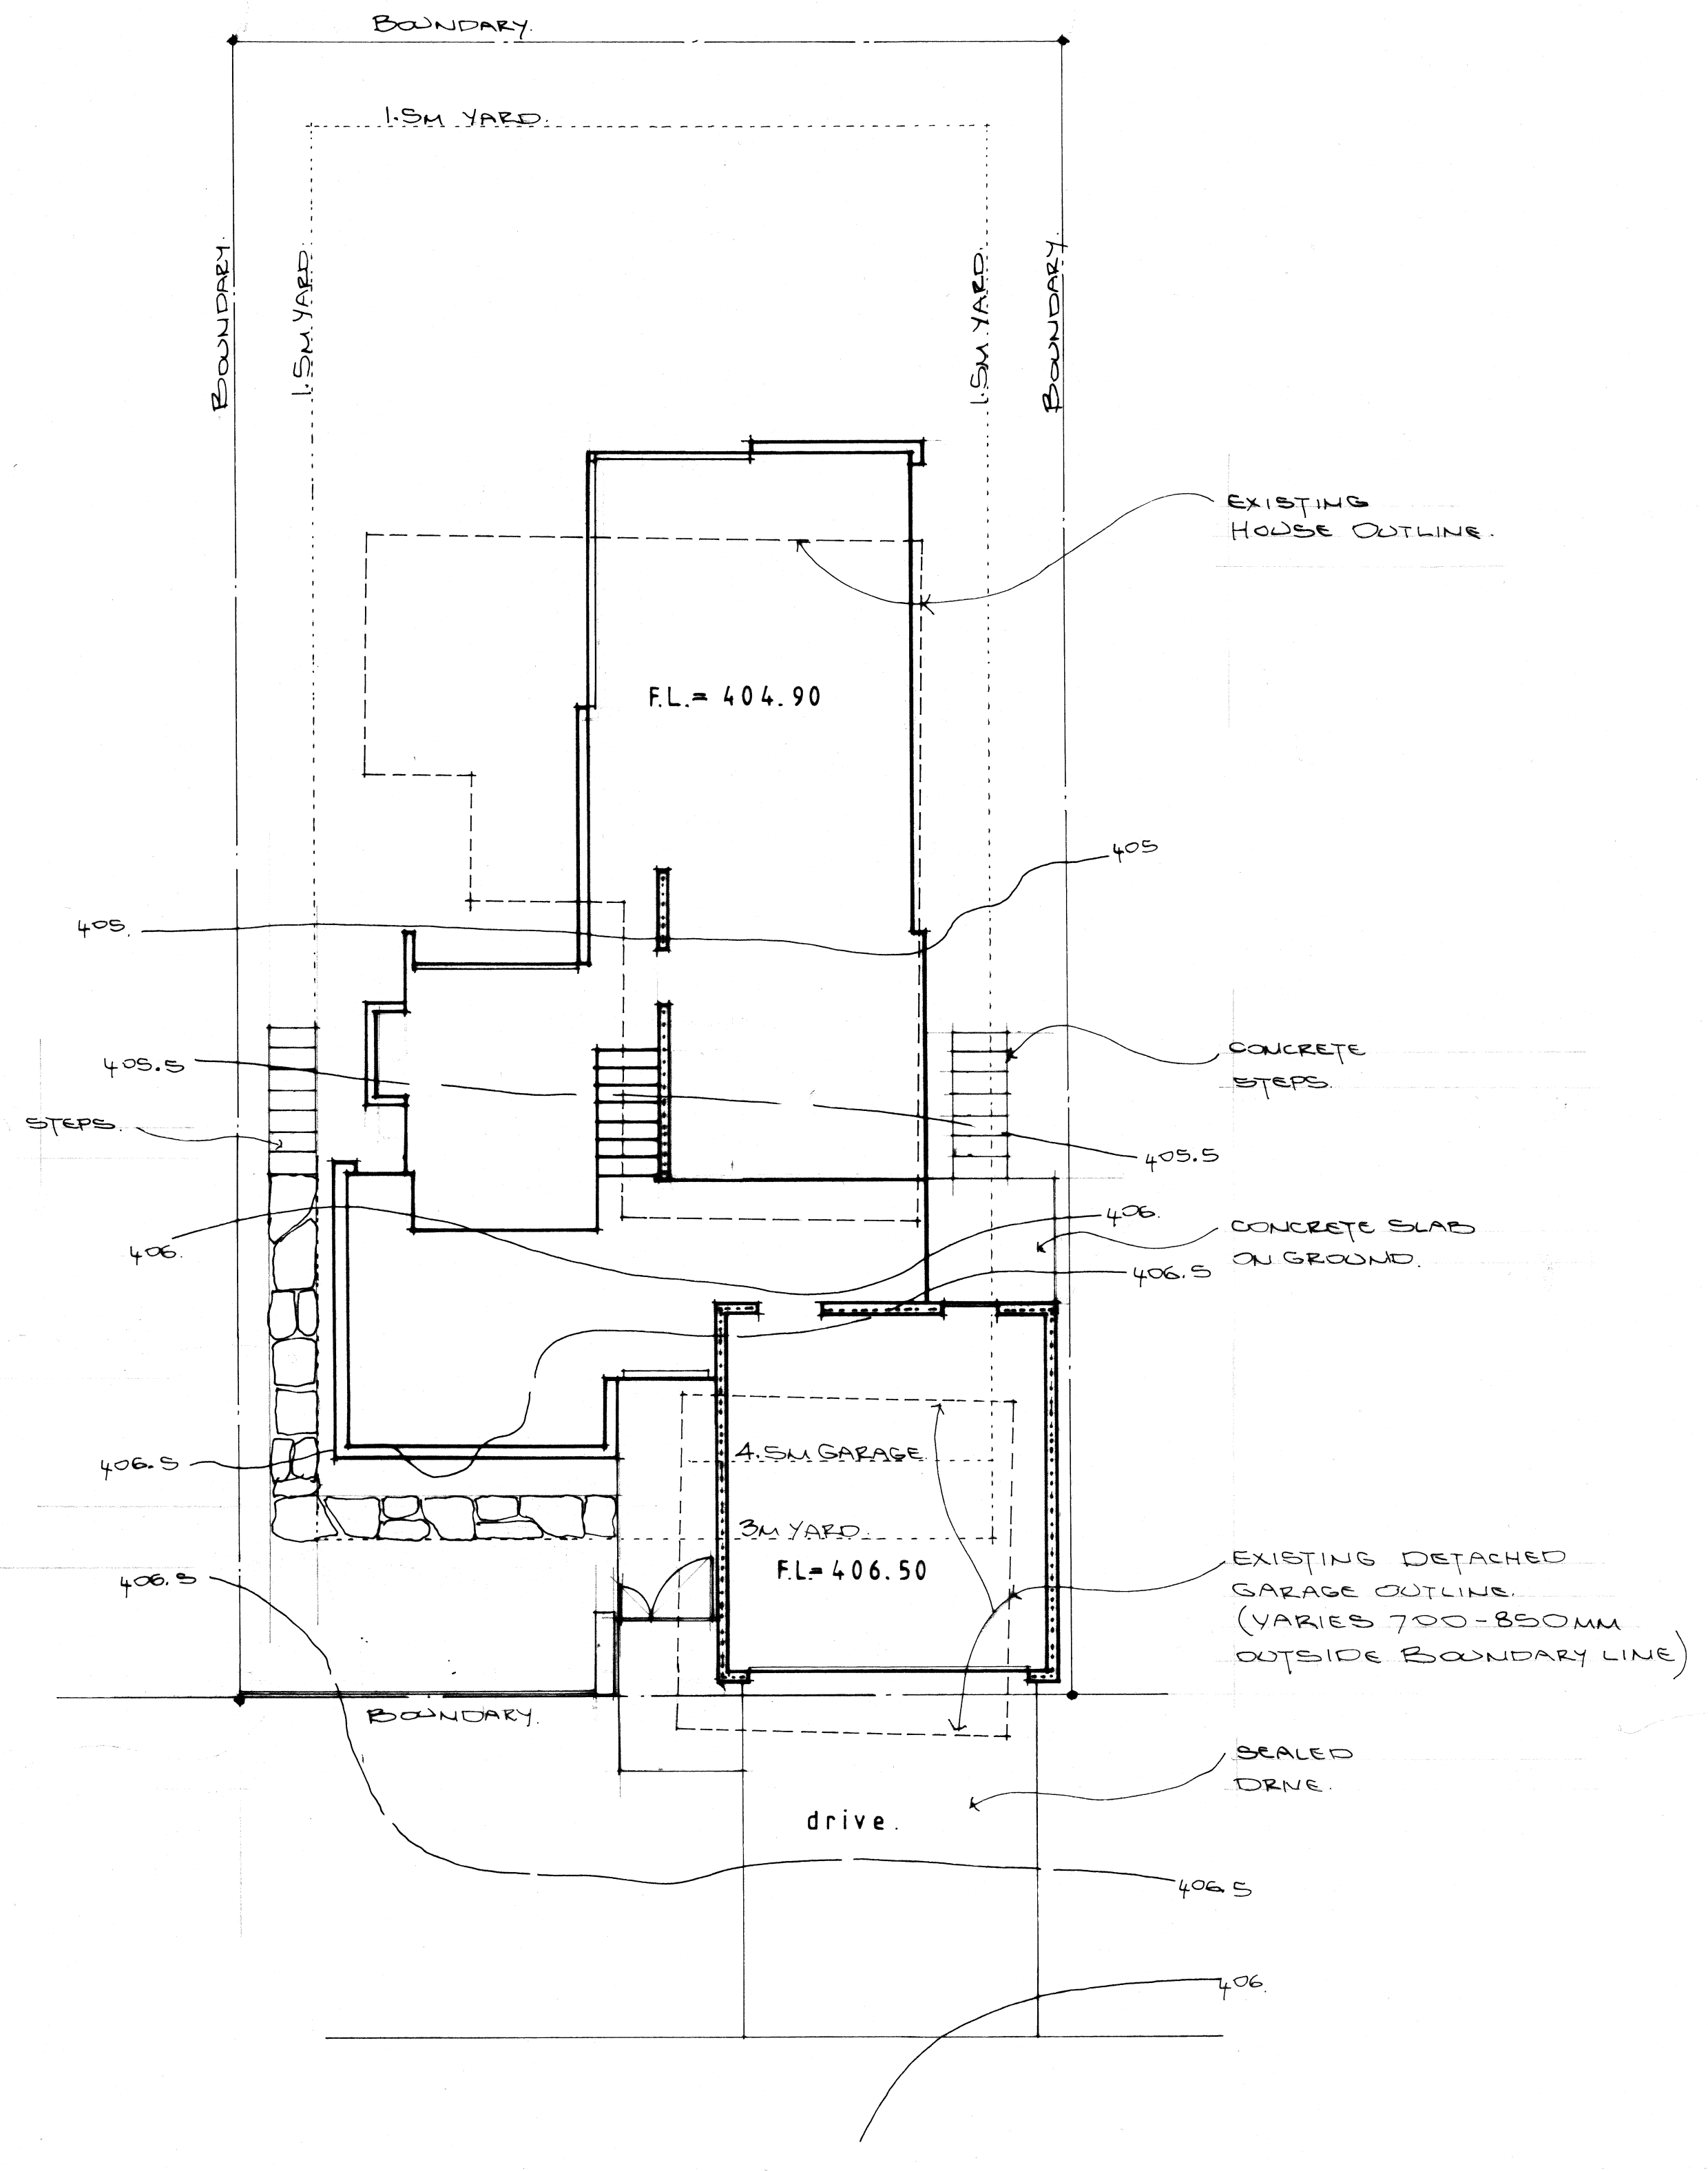 BOUNDARY.
1.5M YARD.
BOUNDARY.
1.5M YARD.
1.5M YARD.
BOUNDARY.
EXISTING
HOUSE OUTLINE.
F.L.= 404.90
405
405.
CONCRETE
STEPS.
405.5
STEPS.
405.5
406.
406.
CONCRETE SLAB
ON GROUND.
406.5
4.5M GARAGE
406.5
3M YARD.
F.L.= 406.50
406.5
EXISTING DETACHED
GARAGE OUTLINE.
(VARIES 700-850MM
OUTSIDE BOUNDARY LINE)
BOUNDARY.
SEALED
DRIVE.
drive.
406.5
406.